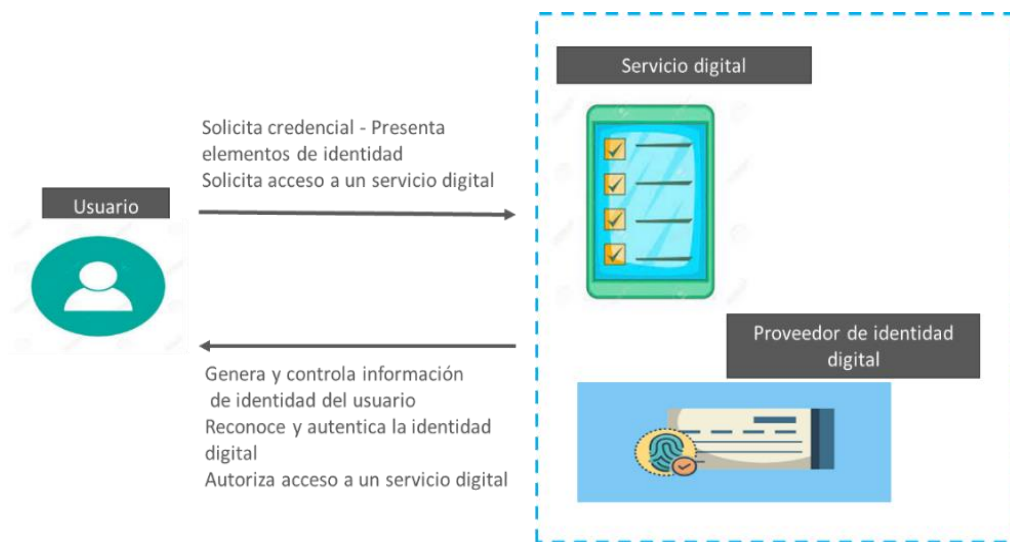 Servicio digital
Solicita credencial - Presenta
elementos de identidad
Solicita acceso a un servicio digital
Usuario
Proveedor de identidad
digital
Genera y controla información
de identidad del usuario
Reconoce y autentica la identidad
digital
Autoriza acceso a un servicio digital